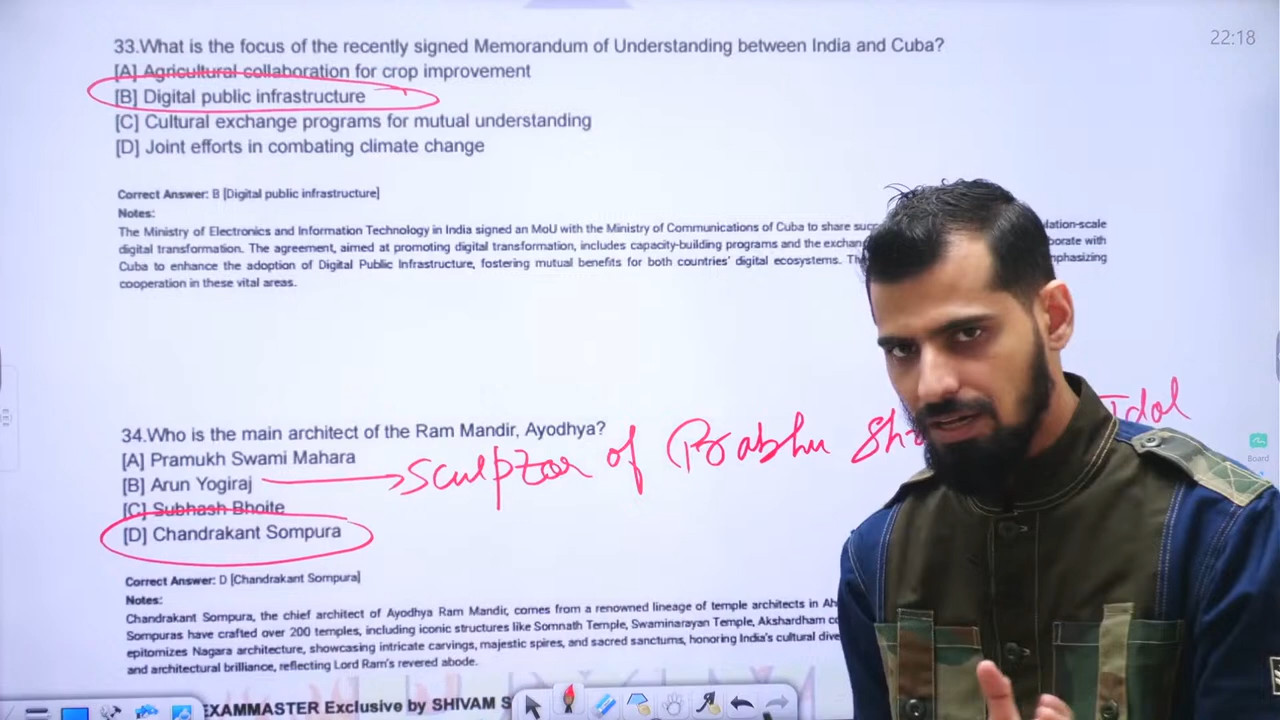 22:18
33.What is the focus of the recently signed Memorandum of Understanding between India and Cuba?
[A] Agricultural collaboration for crop improvement
[B] Digital public infrastructure
[C] Cultural exchange programs for mutual understanding
[D] Joint efforts in combating climate change
Correct Answer: B [Digital public infrastructure]
Notes:
The Ministry of Electronics and Information Technology in India signed an MoU with the Ministry of Communications of Cuba to share
digital transformation. The agreement, aimed at promoting digital transformation, includes capacity-building programs and the with
Cuba to enhance the adoption of Digital Public Infrastructure, fostering mutual benefits for both countries' digital ecosystems.
cooperation in these vital areas.
34.Who is the main architect of the Ram Mandir, Ayodhya?
[A] Pramukh Swami Mahara
[B] Arun Yogiraj → Sculptor of Prabhu Idol
[C] Subhash Bhoite
[D] Chandrakant Sompura
Correct Answer: D [Chandrakant Sompura]
Notes:
Chandrakant Sompura, the chief architect of Ayodhya Ram Mandir, comes from a renowned lineage of temple architects in
Sompuras have crafted over 200 temples, including iconic structures like Somnath Temple, Swaminarayan Temple, Akshardham
epitomizes Nagara architecture, showcasing intricate carvings, majestic spires, and sacred sanctums, honoring India's cultural
and architectural brilliance, reflecting Lord Ram's revered abode.
Board
EXAMMASTER Exclusive by SHIVAM S